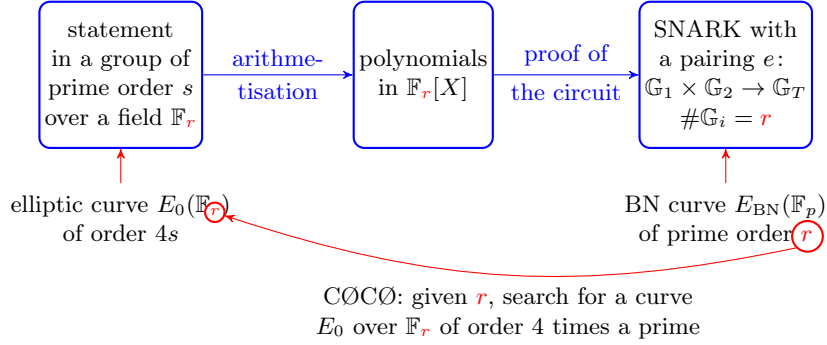 statement
in a group of
prime order s
over a field 𝔽r
arithme-
tisation
polynomials
in 𝔽r[X]
proof of
the circuit
SNARK with
a pairing e:
𝔾1 × 𝔾2 → 𝔾T
#𝔾i = r
elliptic curve E0(𝔽r)
of order 4s
BN curve EBN(𝔽p)
of prime order r
CØCØ: given r, search for a curve
E0 over 𝔽r of order 4 times a prime